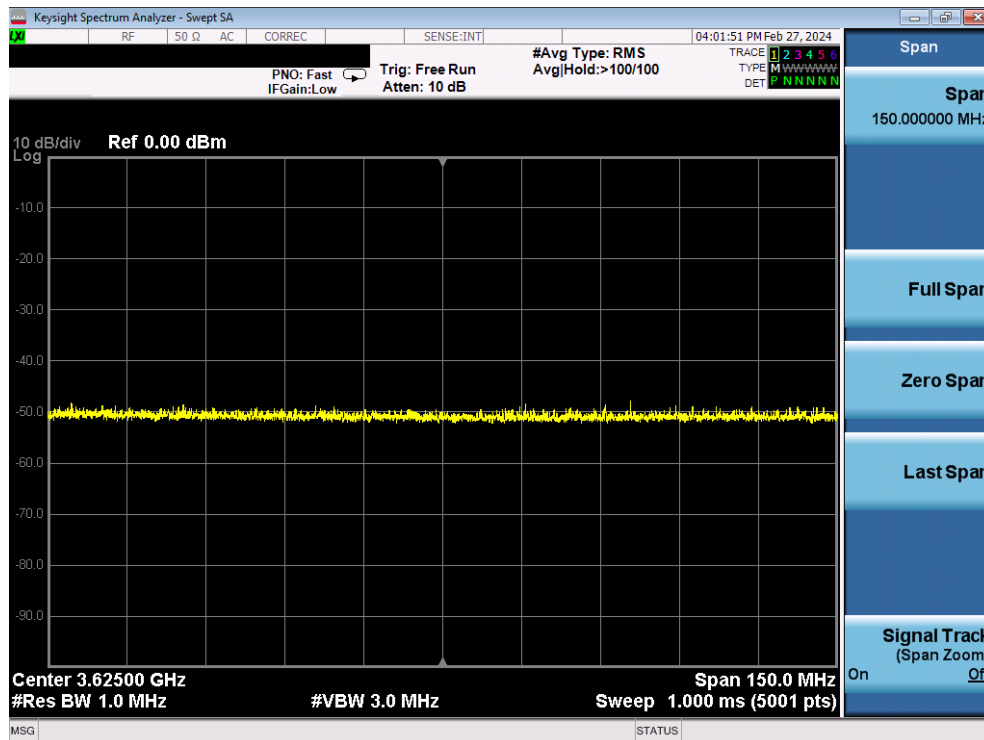 Keysight Spectrum Analyzer - Swept SA
LXI RF 50 Ω AC CORREC SENSE:INT 04:01:51 PM Feb 27, 2024
#Avg Type: RMS TRACE 1 2 3 4 5 6
PNO: Fast Trig: Free Run Avg|Hold:>100/100 TYPE M WWWWW
IFGain:Low Atten: 10 dB DET P N N N N N
10 dB/div Ref 0.00 dBm
Log
-10.0
-20.0
-30.0
-40.0
-50.0
-60.0
-70.0
-80.0
-90.0
Center 3.62500 GHz Span 150.0 MHz
#Res BW 1.0 MHz #VBW 3.0 MHz Sweep 1.000 ms (5001 pts)
MSG STATUS
Span
Span
150.000000 MHz
Full Span
Zero Span
Last Span
Signal Track
(Span Zoom
On Off